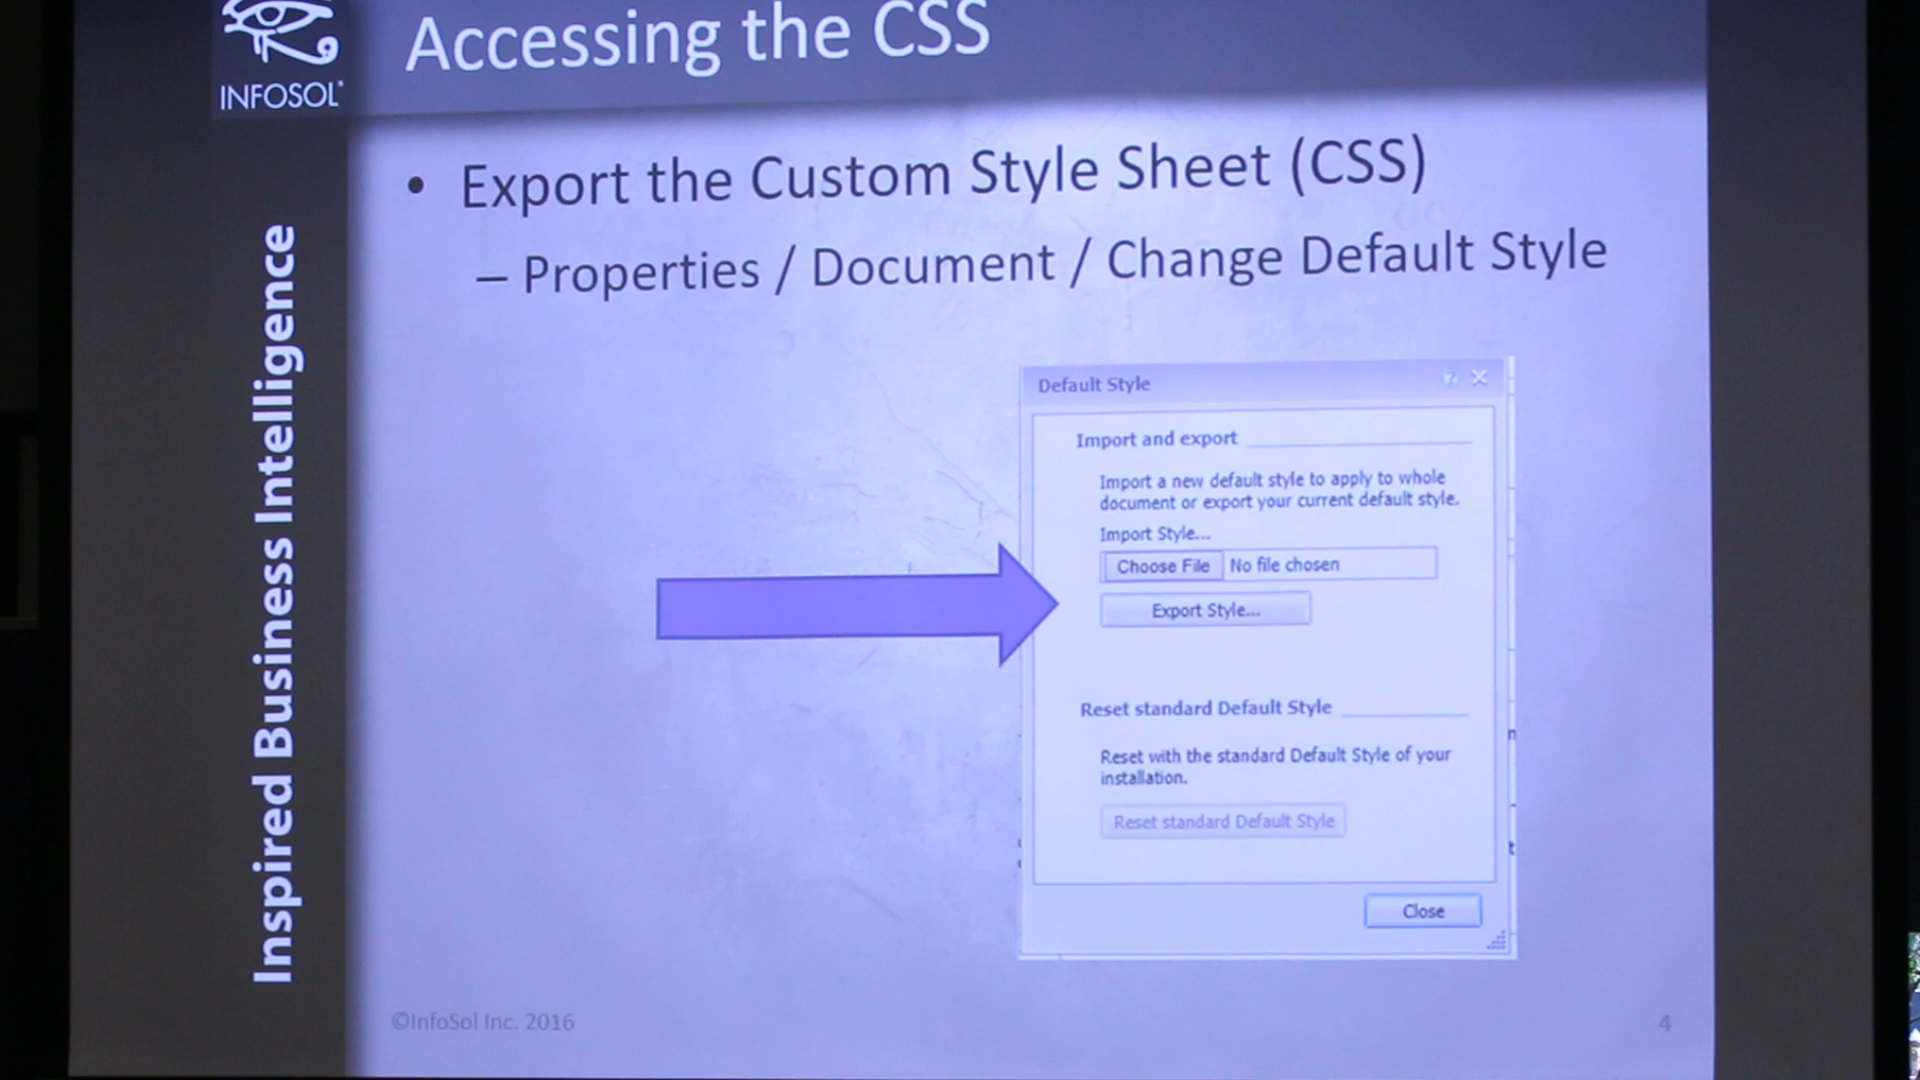 INFOSOL
Accessing the CSS
Inspired Business Intelligence
• Export the Custom Style Sheet (CSS)
– Properties / Document / Change Default Style
Default Style
Import and export
Import a new default style to apply to whole
document or export your current default style.
Import Style...
Choose File No file chosen
Export Style...
Reset standard Default Style
Reset with the standard Default Style of your
installation.
Reset standard Default Style
Close
©InfoSol Inc. 2016
4